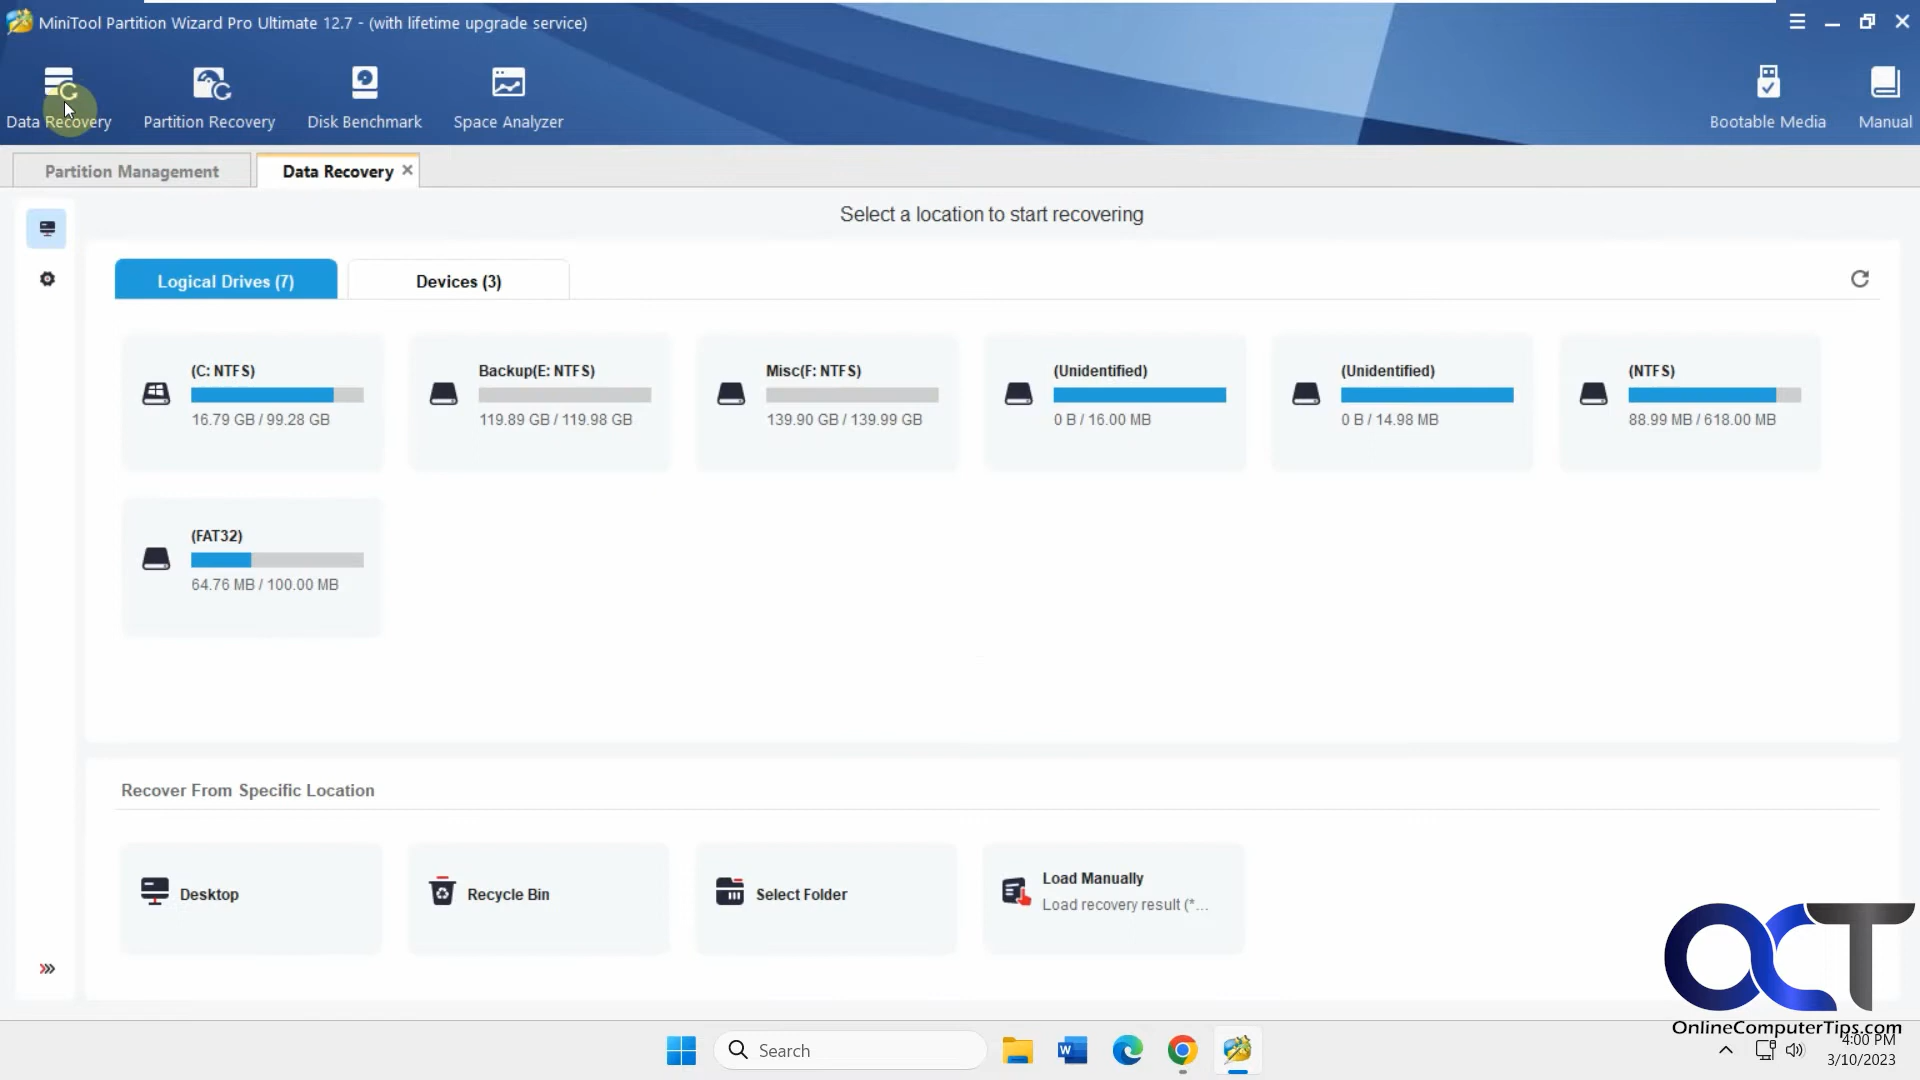 MiniTool Partition Wizard Pro Ultimate 12.7 - (with lifetime upgrade service)
Data Recovery
Partition Recovery
Disk Benchmark
Space Analyzer
Bootable Media
Manual
Partition Management
Data Recovery
Select a location to start recovering
Logical Drives (7)
Devices (3)
(C: NTFS)
16.79 GB / 99.28 GB
Backup(E: NTFS)
119.89 GB / 119.98 GB
Misc(F: NTFS)
139.90 GB / 139.99 GB
(Unidentified)
0 B / 16.00 MB
(Unidentified)
0 B / 14.98 MB
(NTFS)
88.99 MB / 618.00 MB
(FAT32)
64.76 MB / 100.00 MB
Recover From Specific Location
Desktop
Recycle Bin
Select Folder
Load Manually
Load recovery result (*...
OCT
OnlineComputerTips.com
Search
W
4:00 PM
3/10/2023